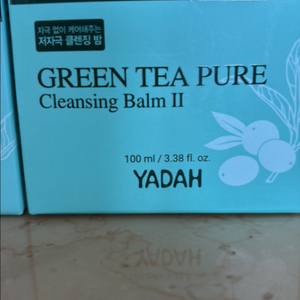 자극 없이 케어해주는
저자극 클렌징 밤
GREEN TEA PURE
Cleansing Balm II
100 ml / 3.38 fl. oz.
YADAH